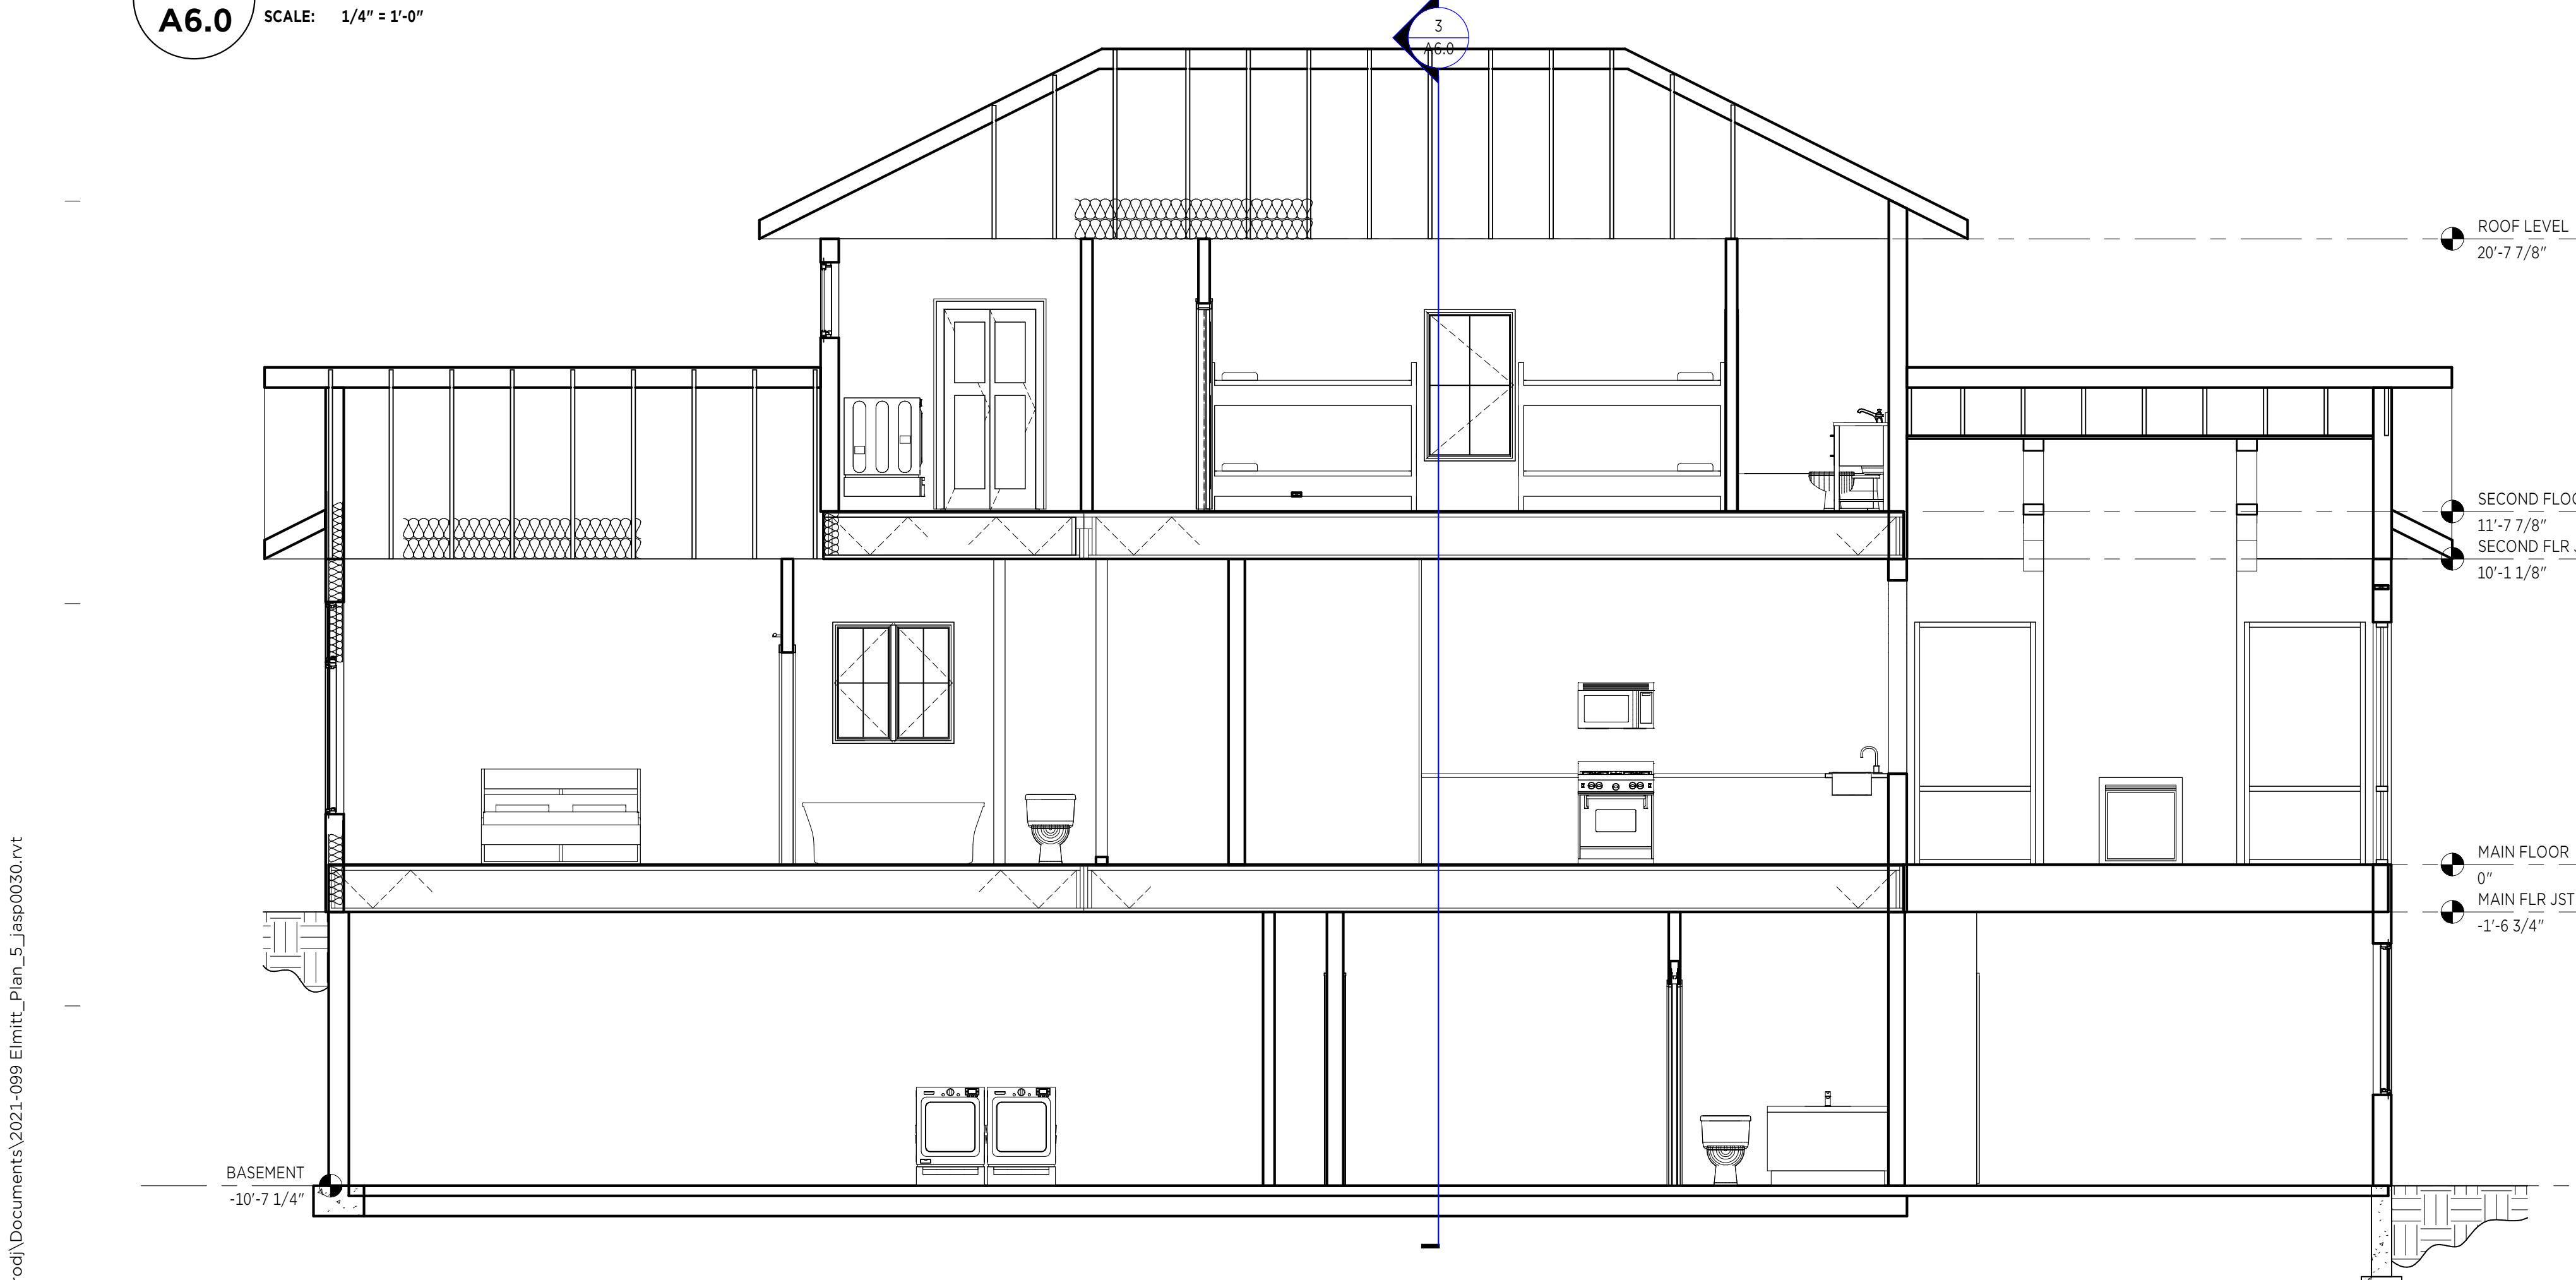 A6.0
SCALE: 1/4" = 1'-0"
3
A6.0
ROOF LEVEL
20'-7 7/8"
11'-7 7/8"
SECOND
SECOND FLR
10'-1 1/8"
MAIN FLOOR
0"
MAIN FLR JST
-1'-6 3/4"
BASEMENT
-10'-7 1/4"
rodj\Documents\2021-099 Elmitt_Plan_5_jasp0030.rvt